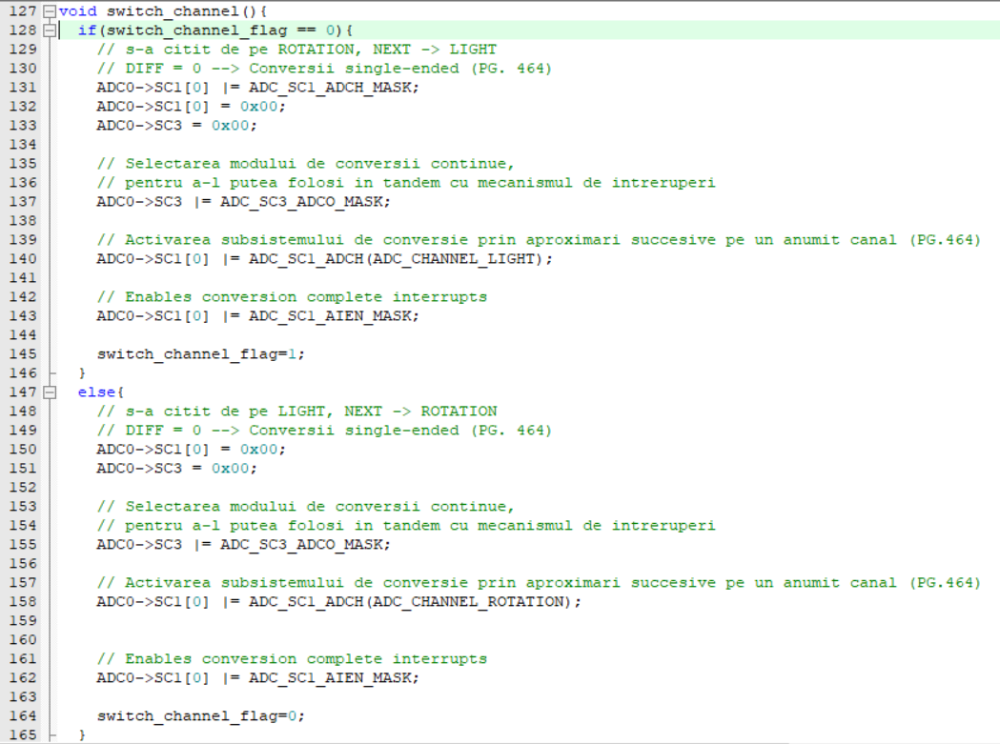 127 void switch_channel(){
128 if(switch_channel_flag == 0){
129 // s-a citit de pe ROTATION, NEXT -> LIGHT
130 // DIFF = 0 --> Conversii single-ended (PG. 464)
131 ADC0->SC1[0] |= ADC_SC1_ADCH_MASK;
132 ADC0->SC1[0] = 0x00;
133 ADC0->SC3 = 0x00;
134
135 // Selectarea modului de conversii continue,
136 // pentru a-l putea folosi in tandem cu mecanismul de intreruperi
137 ADC0->SC3 |= ADC_SC3_ADCO_MASK;
138
139 // Activarea subsistemului de conversie prin aproximari succesive pe un anumit canal (PG.464)
140 ADC0->SC1[0] |= ADC_SC1_ADCH(ADC_CHANNEL_LIGHT);
141
142 // Enables conversion complete interrupts
143 ADC0->SC1[0] |= ADC_SC1_AIEN_MASK;
144
145 switch_channel_flag=1;
146 }
147 else{
148 // s-a citit de pe LIGHT, NEXT -> ROTATION
149 // DIFF = 0 --> Conversii single-ended (PG. 464)
150 ADC0->SC1[0] = 0x00;
151 ADC0->SC3 = 0x00;
152
153 // Selectarea modului de conversii continue,
154 // pentru a-l putea folosi in tandem cu mecanismul de intreruperi
155 ADC0->SC3 |= ADC_SC3_ADCO_MASK;
156
157 // Activarea subsistemului de conversie prin aproximari succesive pe un anumit canal (PG.464)
158 ADC0->SC1[0] |= ADC_SC1_ADCH(ADC_CHANNEL_ROTATION);
159
160
161 // Enables conversion complete interrupts
162 ADC0->SC1[0] |= ADC_SC1_AIEN_MASK;
163
164 switch_channel_flag=0;
165 }